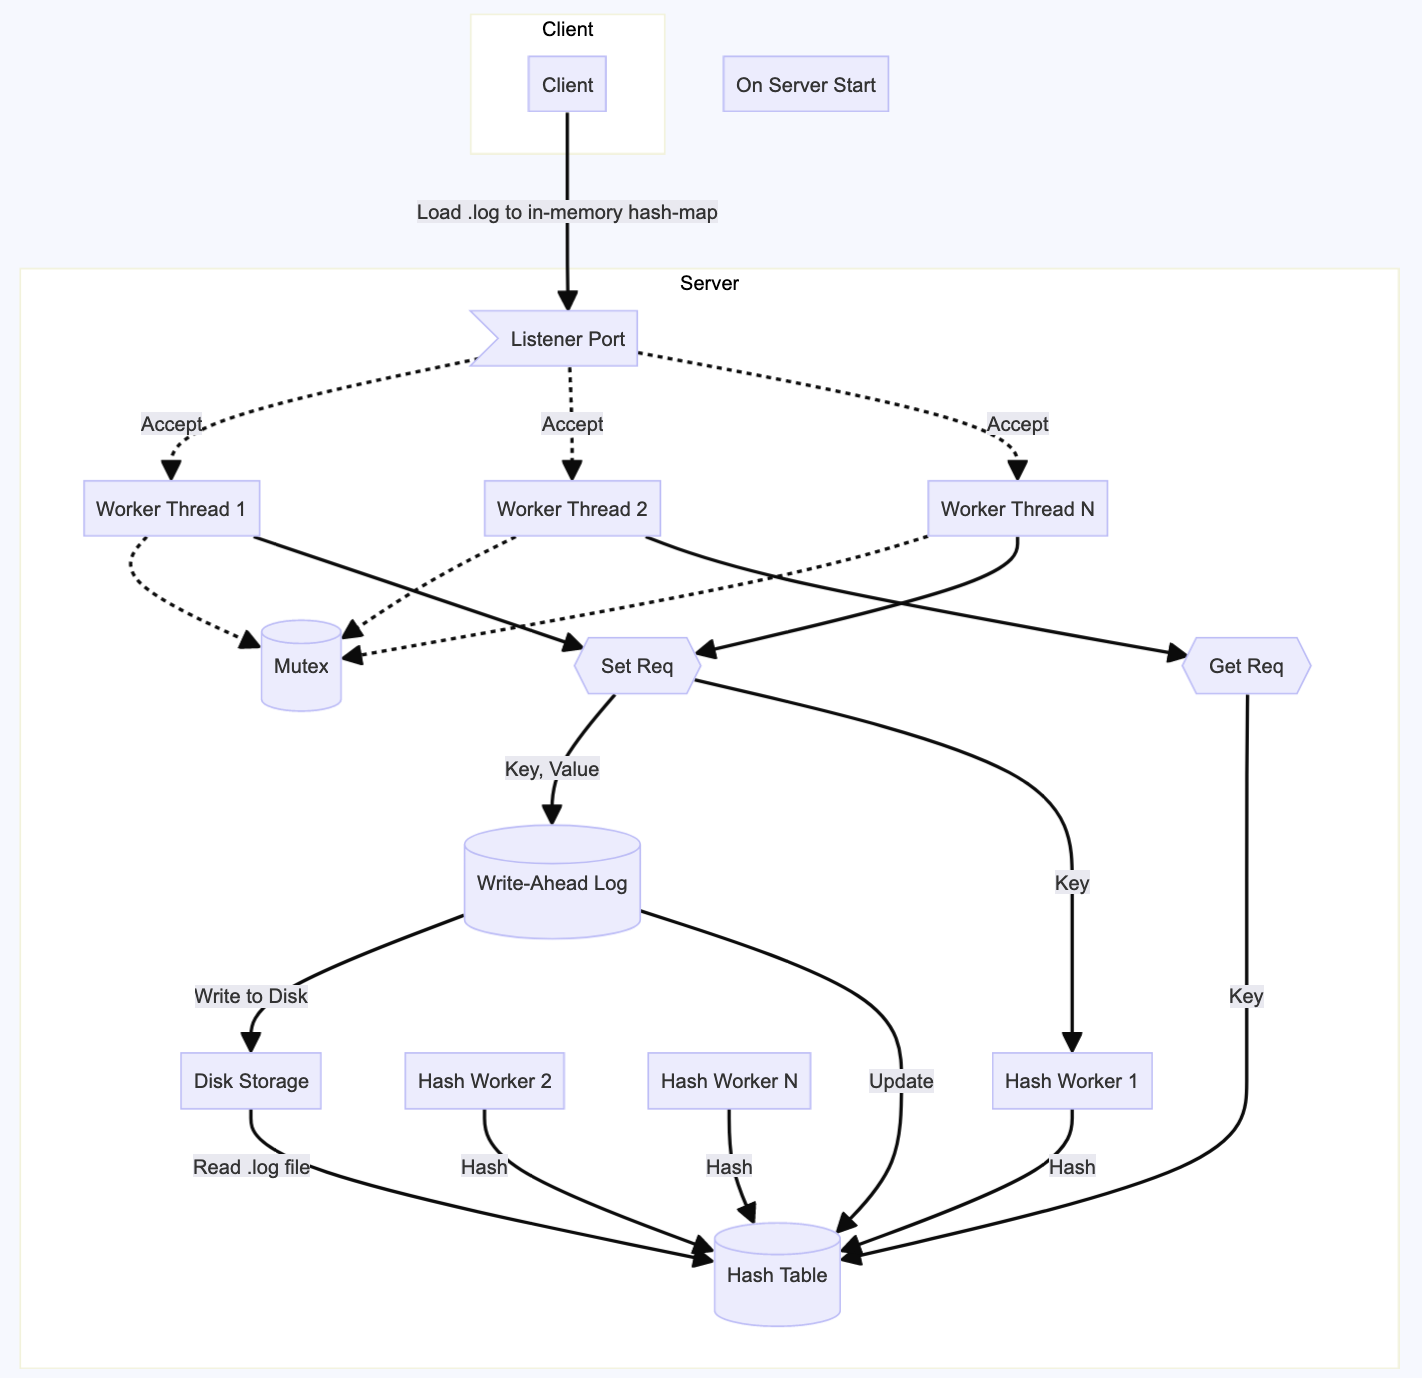 Client
Client
On Server Start
Load .log to in-memory hash-map
Server
Listener Port
Accept
Accept
Accept
Worker Thread 1
Worker Thread 2
Worker Thread N
Mutex
Set Req
Get Req
Key, Value
Write-Ahead Log
Key
Write to Disk
Key
Disk Storage
Hash Worker 2
Hash Worker N
Update
Hash Worker 1
Read .log file
Hash
Hash
Hash
Hash Table